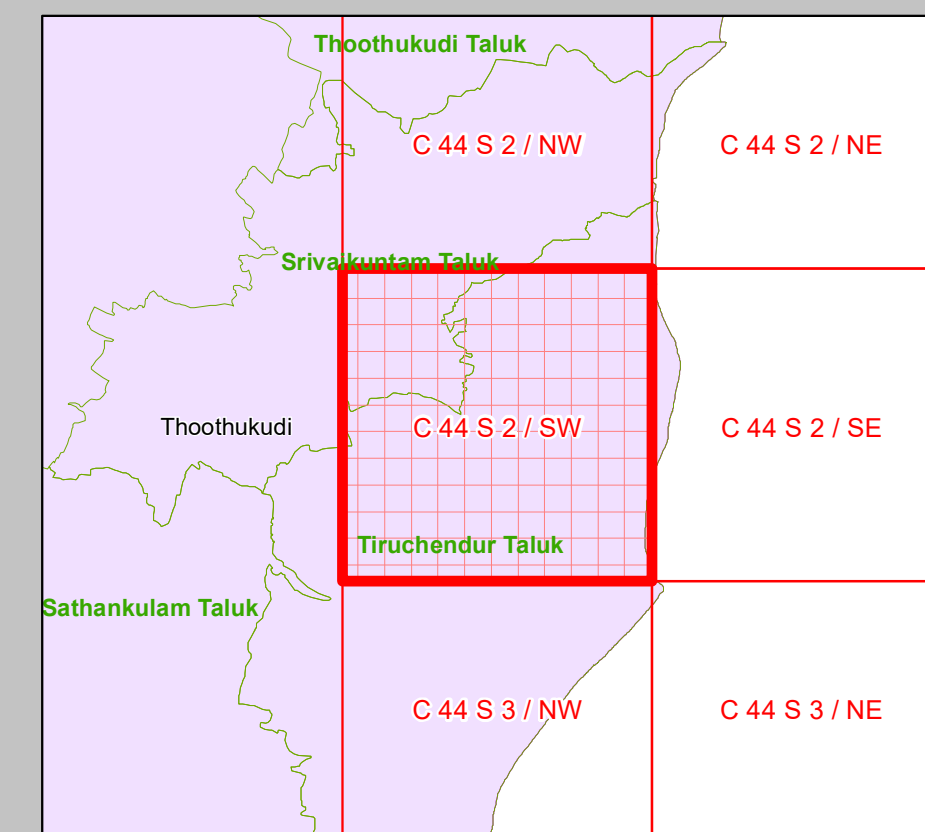 Thoothukudi Taluk
C 44 S 2 / NW
C 44 S 2 / NE
Srivaikuntam Taluk
Thoothukudi
C 44 S 2 / SW
C 44 S 2 / SE
Tiruchendur Taluk
Sathankulam Taluk
C 44 S 3 / NW
C 44 S 3 / NE